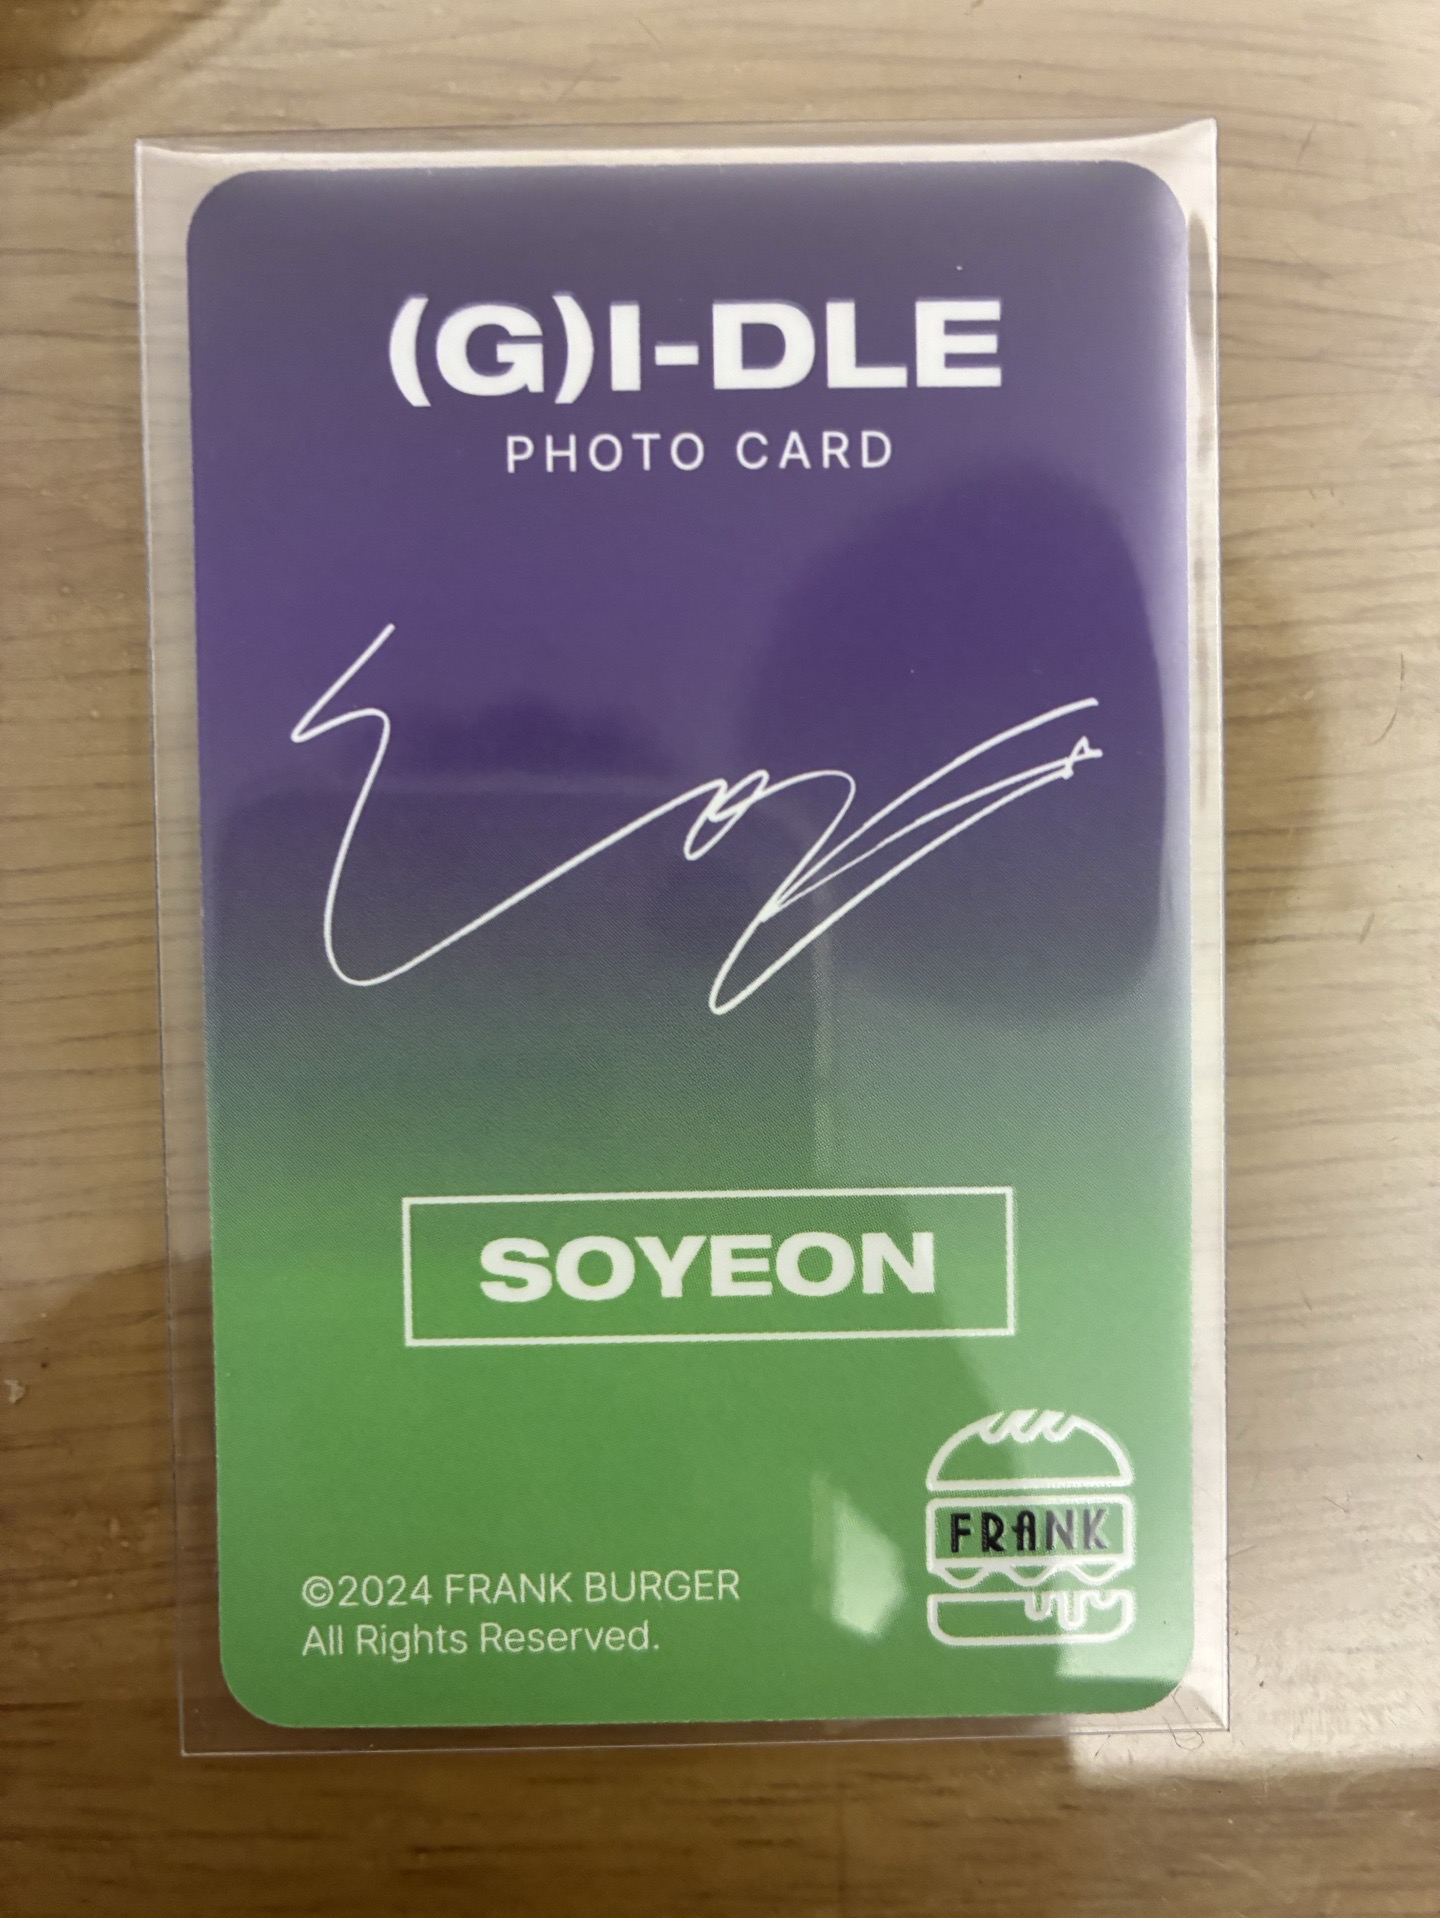 (G)I-DLE
PHOTO CARD
SOYEON
FRANK
©2024 FRANK BURGER
All Rights Reserved.